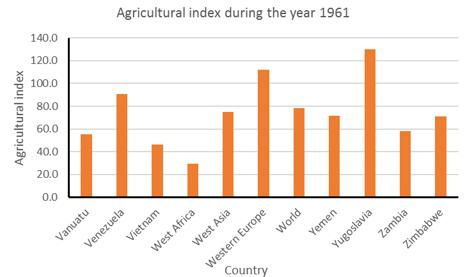 Agricultural index during the year 1961
140.0
120.0
100.0
80.0
60.0
40.0
20.0
0.0
Agricultural index
Vanuatu
Venezuela
Vietnam
West Africa
West Asia
Western Europe
World
Yemen
Yugoslavia
Zambia
Zimbabwe
Country